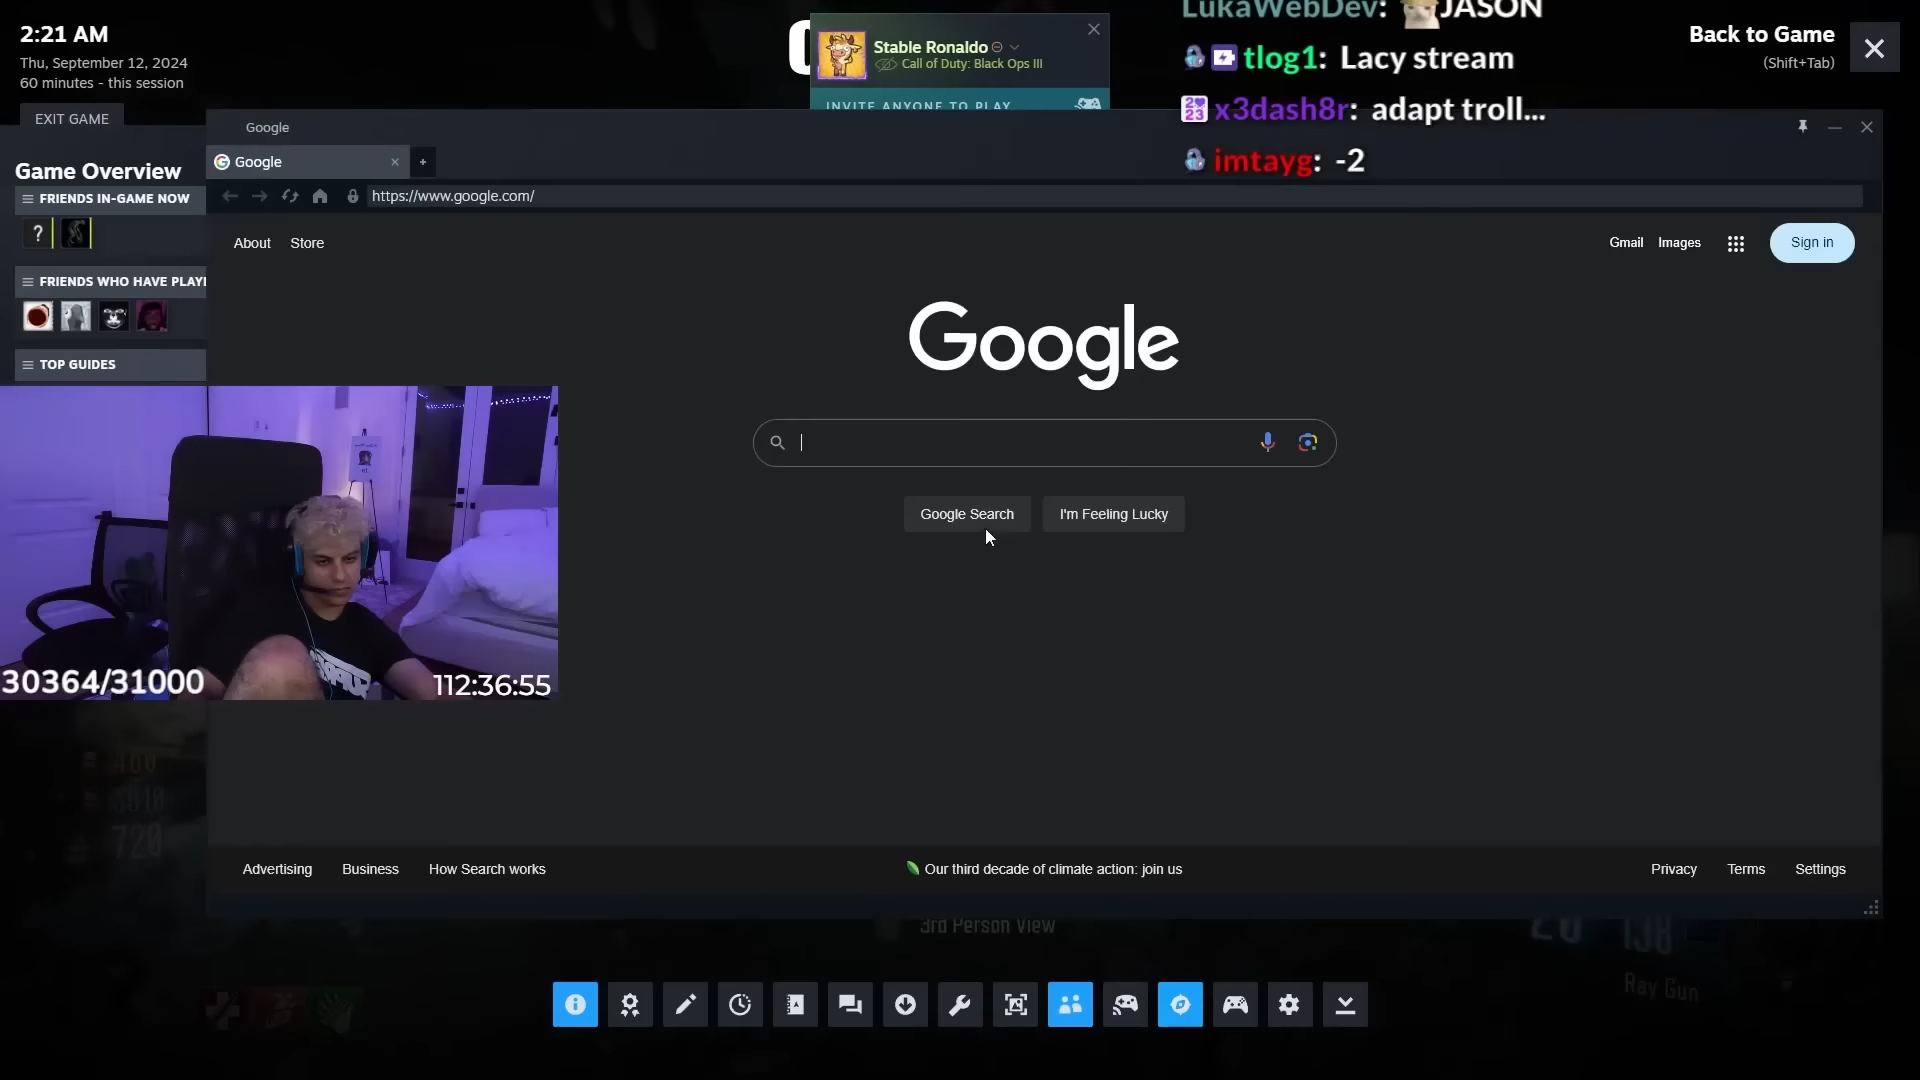 2:21 AM
Thu, September 12, 2024
60 minutes - this session
EXIT GAME
Stable Ronaldo
Call of Duty: Black Ops III
INVITE ANYONE TO PLAY
LukaWebDev: JASON
tlog1: Lacy stream
x3dash8r: adapt troll...
imtayg: -2
Back to Game
(Shift+Tab)
Game Overview
FRIENDS IN-GAME NOW
?
FRIENDS WHO HAVE PLAYE
TOP GUIDES
Google
Google
https://www.google.com/
About Store
Gmail Images Sign in
Google
Google Search I'm Feeling Lucky
30364/31000
112:36:55
Advertising Business How Search works
Our third decade of climate action: join us
Privacy Terms Settings
3rd Person View
Ray Gun
720